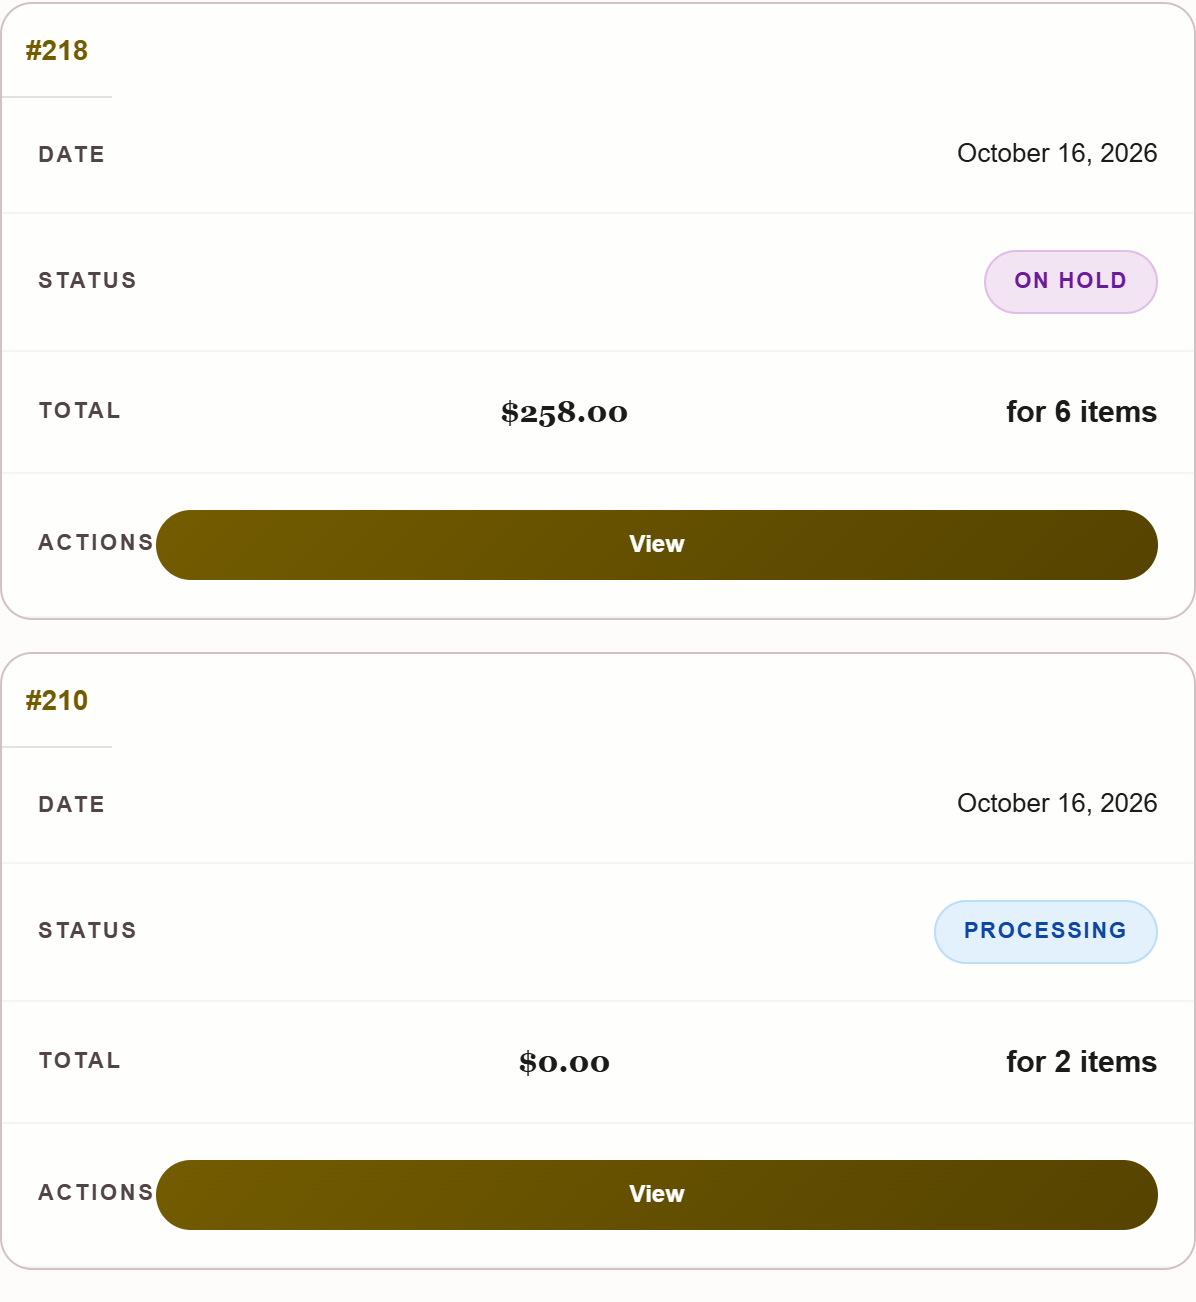 #218
DATE October 16, 2026
STATUS ON HOLD
TOTAL $258.00 for 6 items
ACTIONS View
#210
DATE October 16, 2026
STATUS PROCESSING
TOTAL $0.00 for 2 items
ACTIONS View